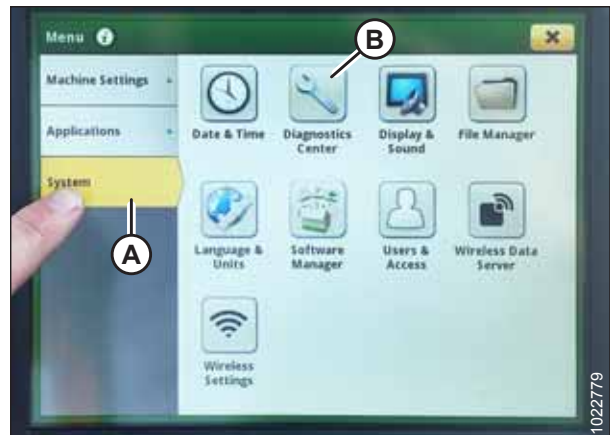 Menu i
B
Machine Settings
Applications
System
A
Date & Time
Diagnostics
Center
Display &
Sound
File Manager
Language &
Units
Software
Manager
Users &
Access
Wireless Data
Server
Wireless
Settings
1022779